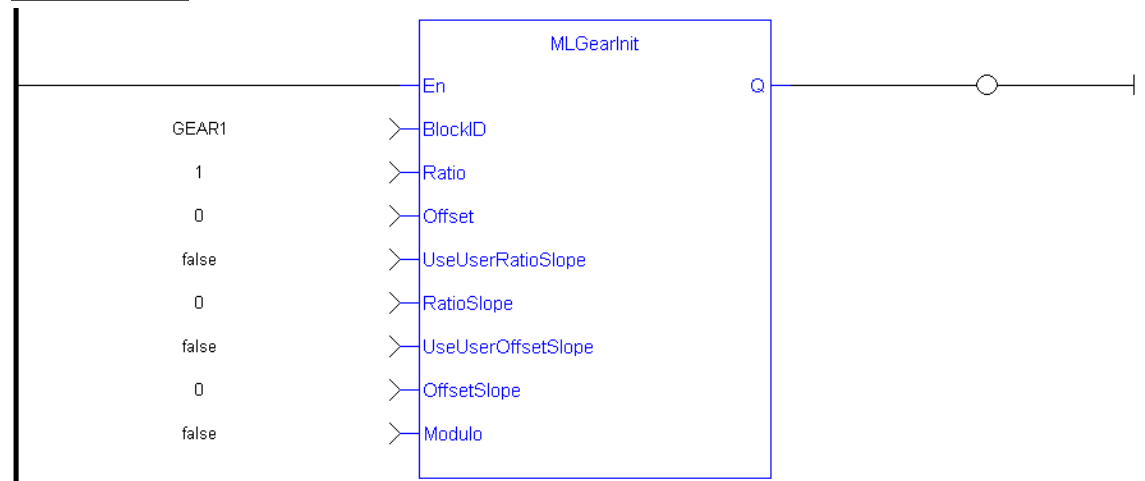 MLGearInit
En Q
GEAR1 BlockID
1 Ratio
0 Offset
false UseUserRatioSlope
0 RatioSlope
false UseUserOffsetSlope
0 OffsetSlope
false Modulo